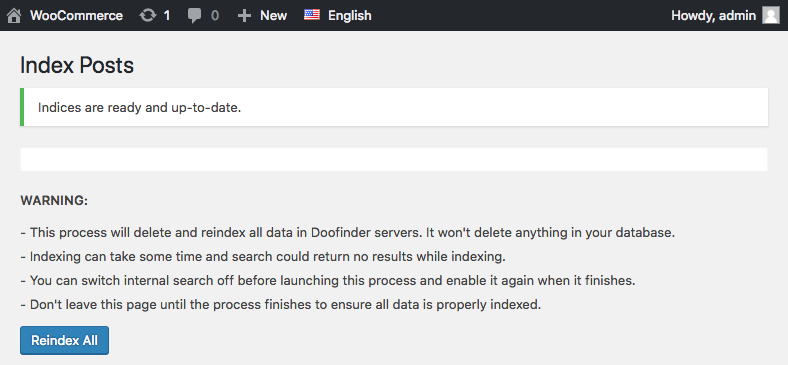 WooCommerce 1 0 New English Howdy, admin
Index Posts
Indices are ready and up-to-date.
WARNING:
- This process will delete and reindex all data in Doofinder servers. It won't delete anything in your database.
- Indexing can take some time and search could return no results while indexing.
- You can switch internal search off before launching this process and enable it again when it finishes.
- Don't leave this page until the process finishes to ensure all data is properly indexed.
Reindex All